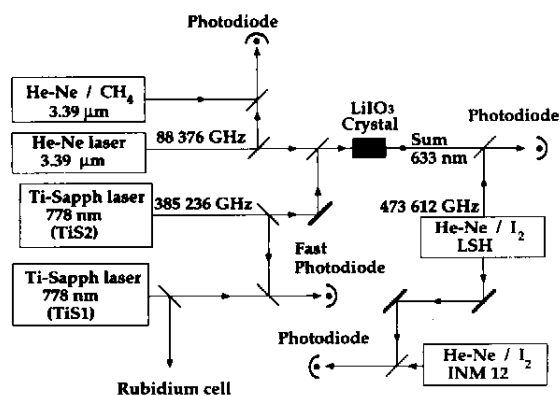 Photodiode
He-Ne / CH4
3.39 µm
He-Ne laser
3.39 µm
88 376 GHz
LiIO3
Crystal
Sum
633 nm
Photodiode
Ti-Sapph laser
778 nm
(TiS2)
385 236 GHz
473 612 GHz
He-Ne / I2
LSH
Fast
Photodiode
Ti-Sapph laser
778 nm
(TiS1)
Photodiode
He-Ne / I2
INM 12
Rubidium cell